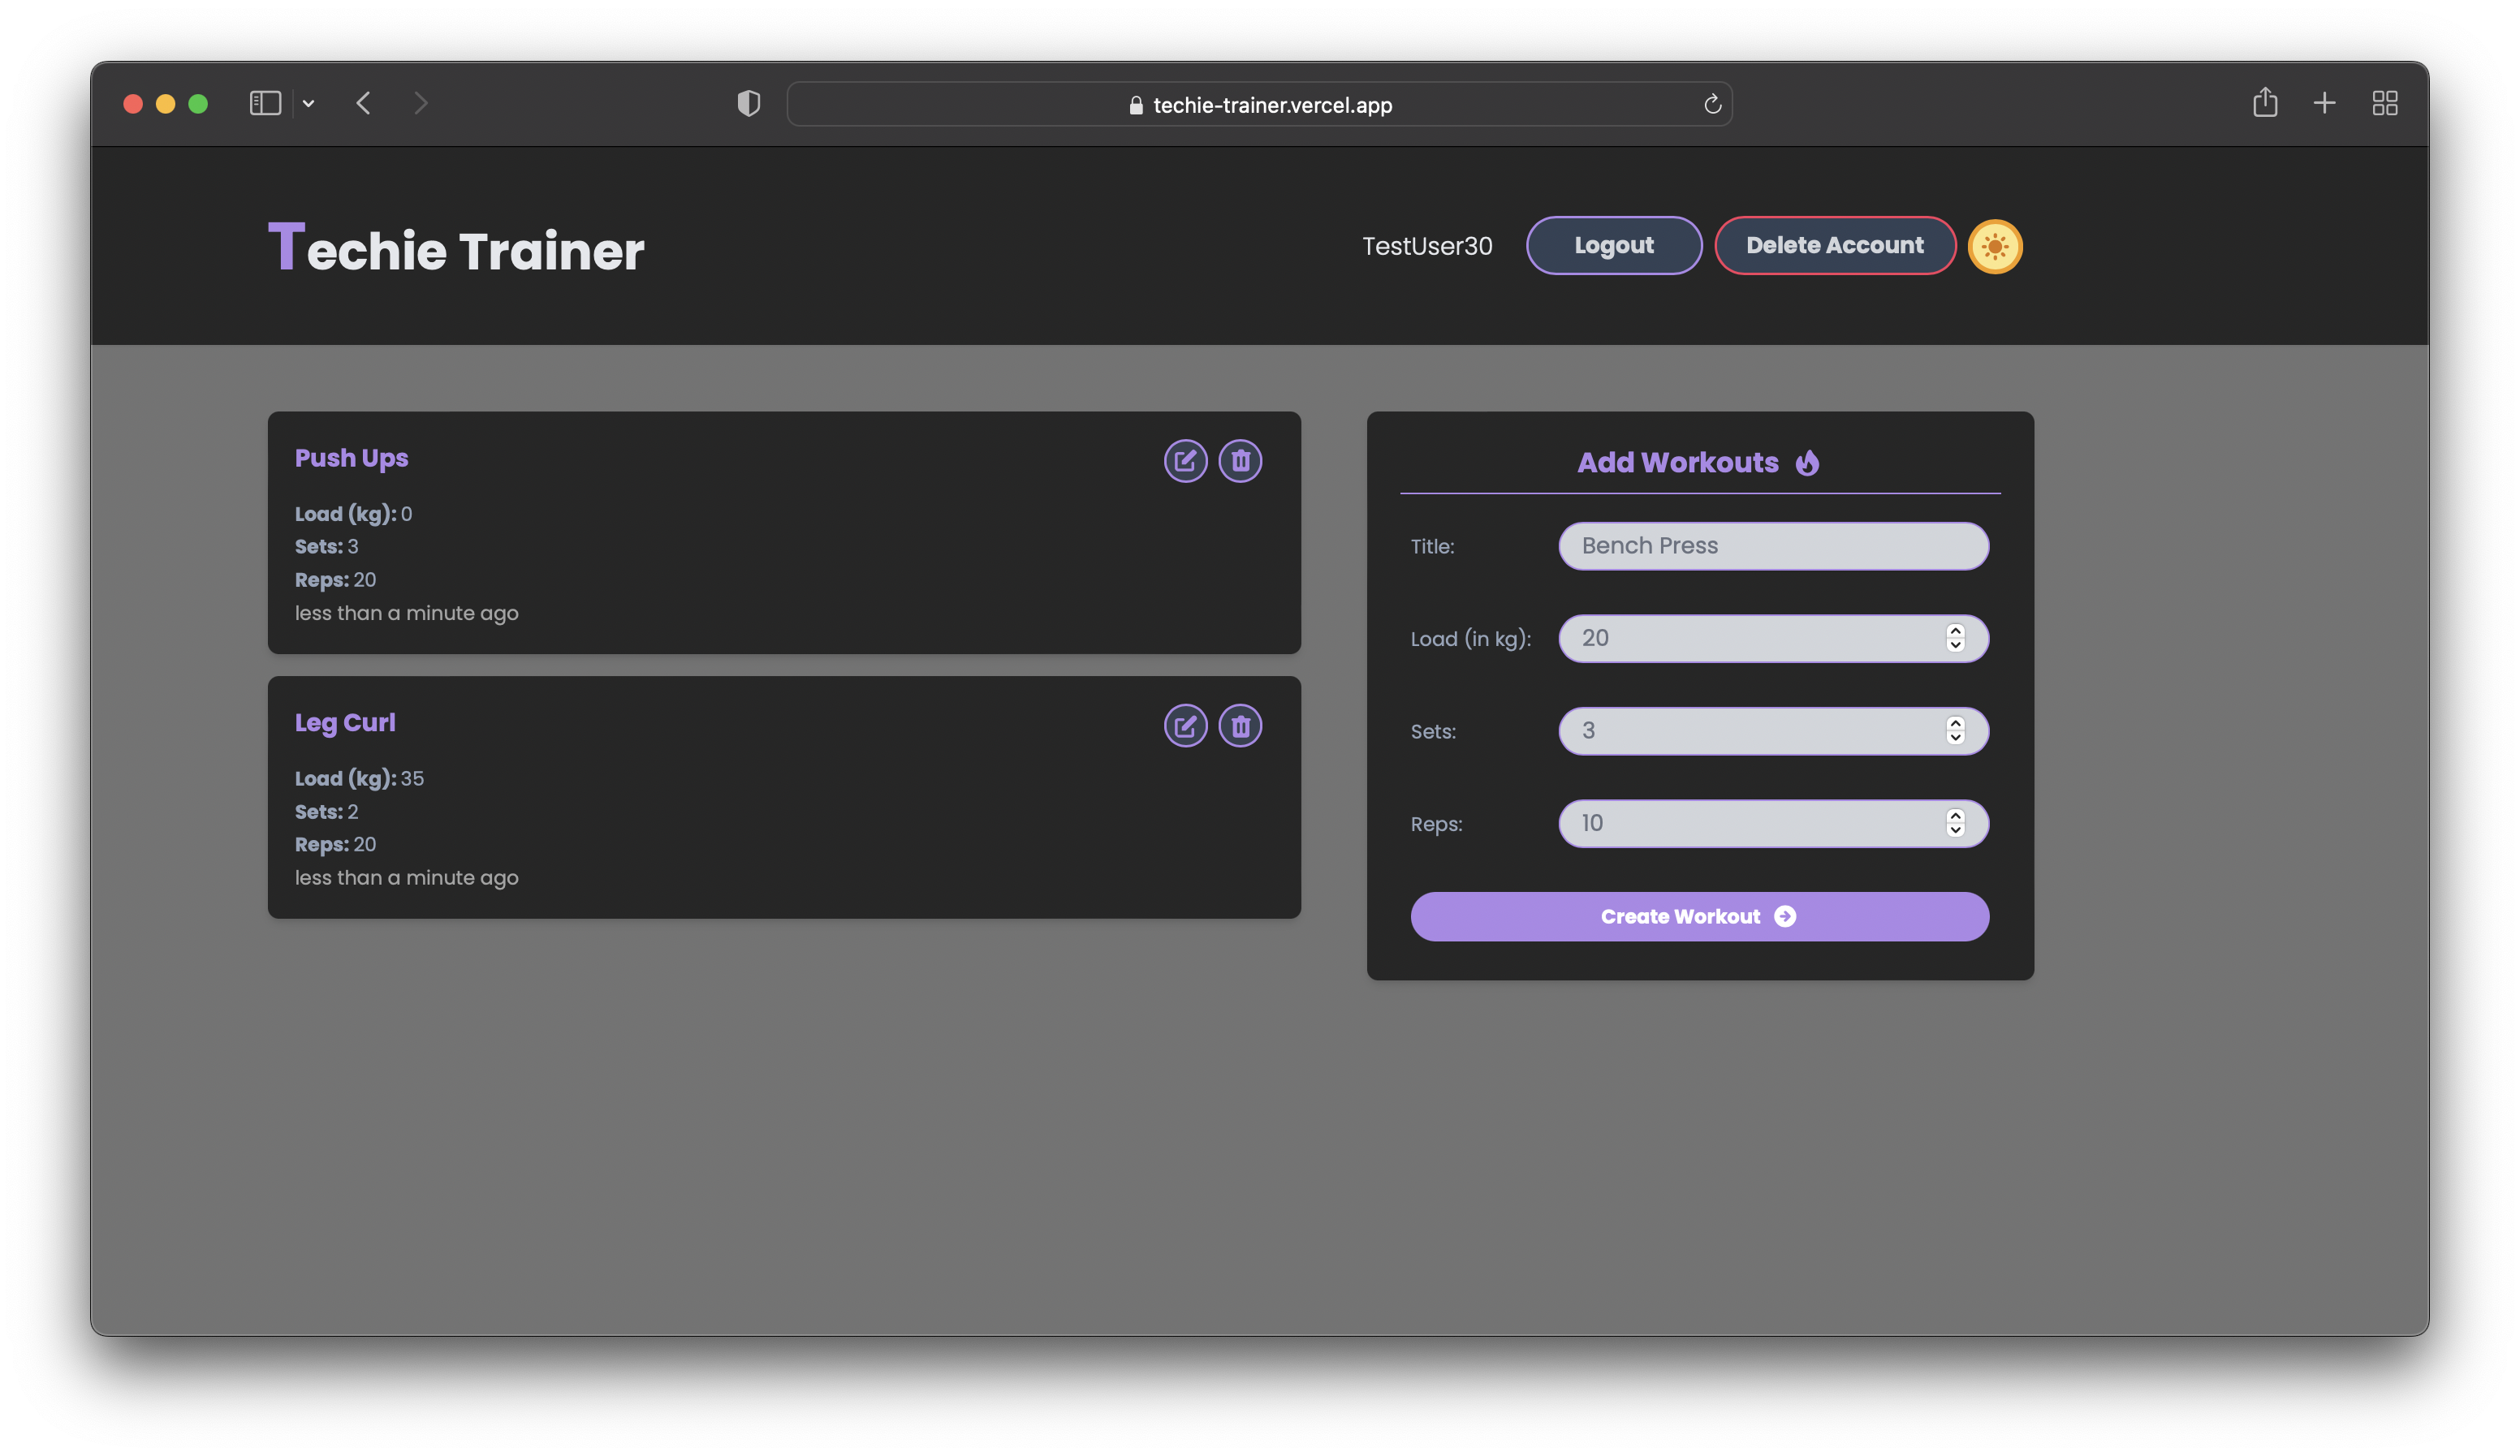 techie-trainer.vercel.app
Techie Trainer
TestUser30
Logout
Delete Account
Push Ups
Load (kg): 0
Sets: 3
Reps: 20
less than a minute ago
Leg Curl
Load (kg): 35
Sets: 2
Reps: 20
less than a minute ago
Add Workouts
Title: Bench Press
Load (in kg): 20
Sets: 3
Reps: 10
Create Workout